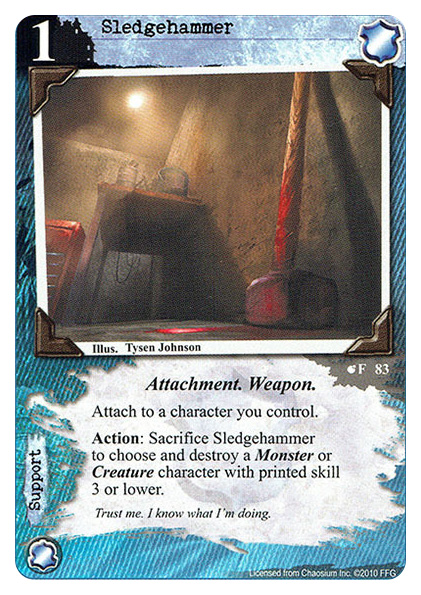 1
Sledgehammer
Illus. Tysen Johnson
F 83
Attachment. Weapon.
Attach to a character you control.
Action: Sacrifice Sledgehammer
to choose and destroy a Monster or
Creature character with printed skill
3 or lower.
Trust me. I know what I'm doing.
Support
Licensed from Chaosium Inc. ©2010 FFG